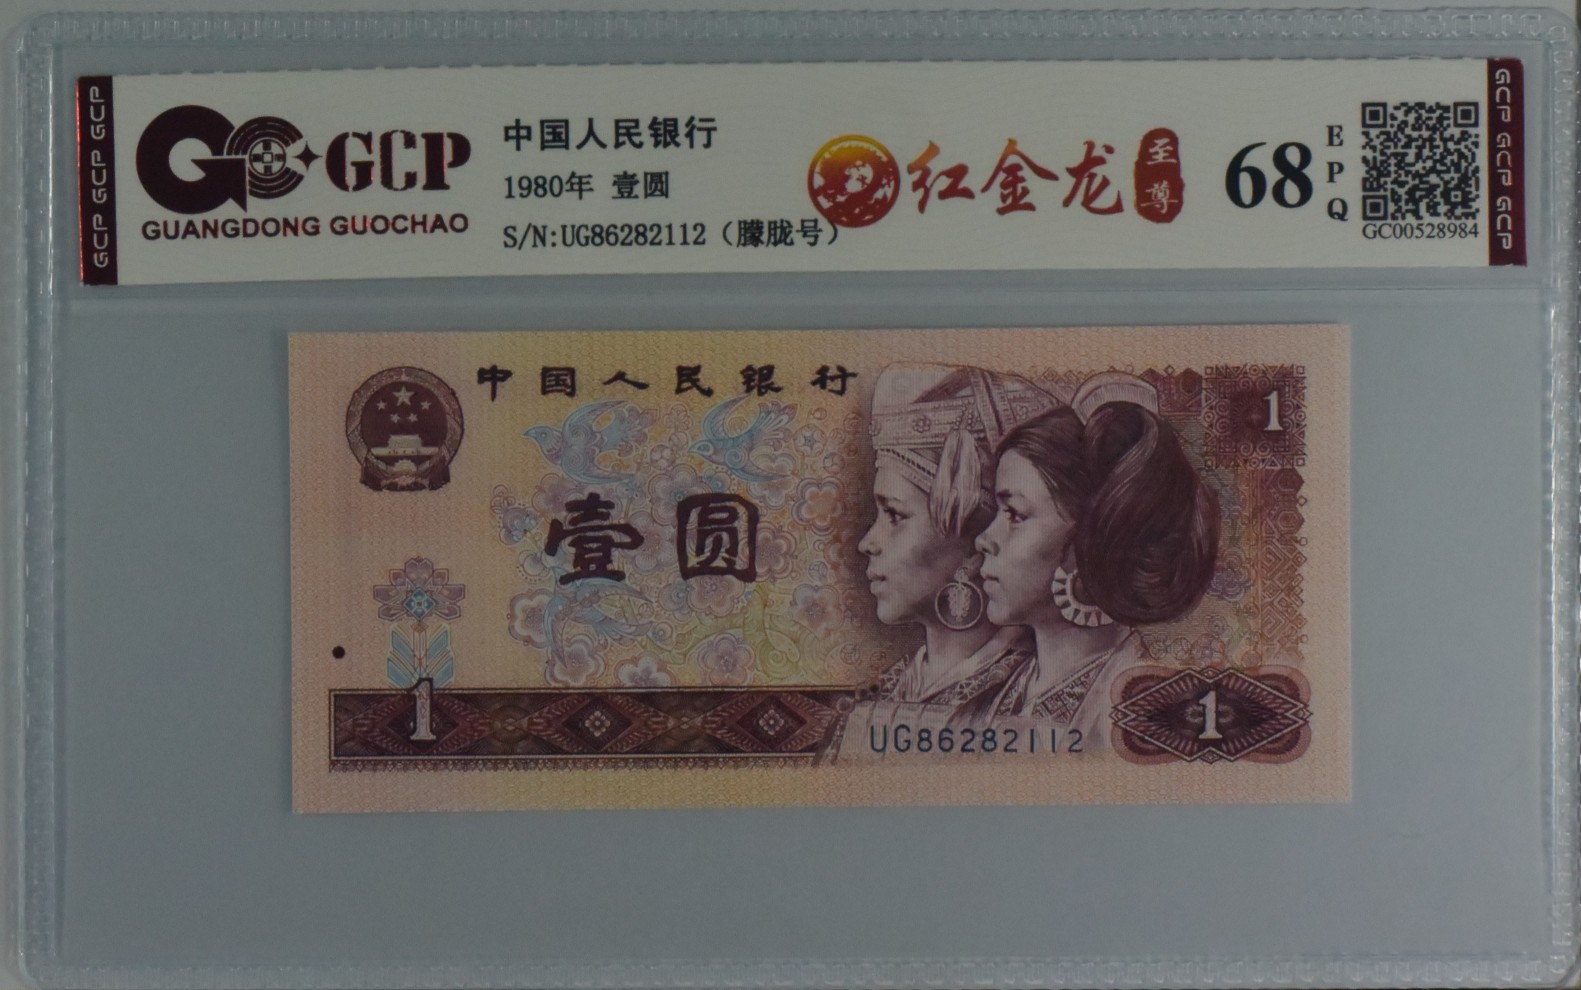 GCP GCP GCP
GCP
GUANGDONG GUOCHAO
中国人民银行
1980年 壹圆
S/N:UG86282112（朦胧号）
红金龙
至尊
68
EPQ
GC00528984
GCP GCP GCP
中国人民银行
1
壹圆
1
UG86282112
1